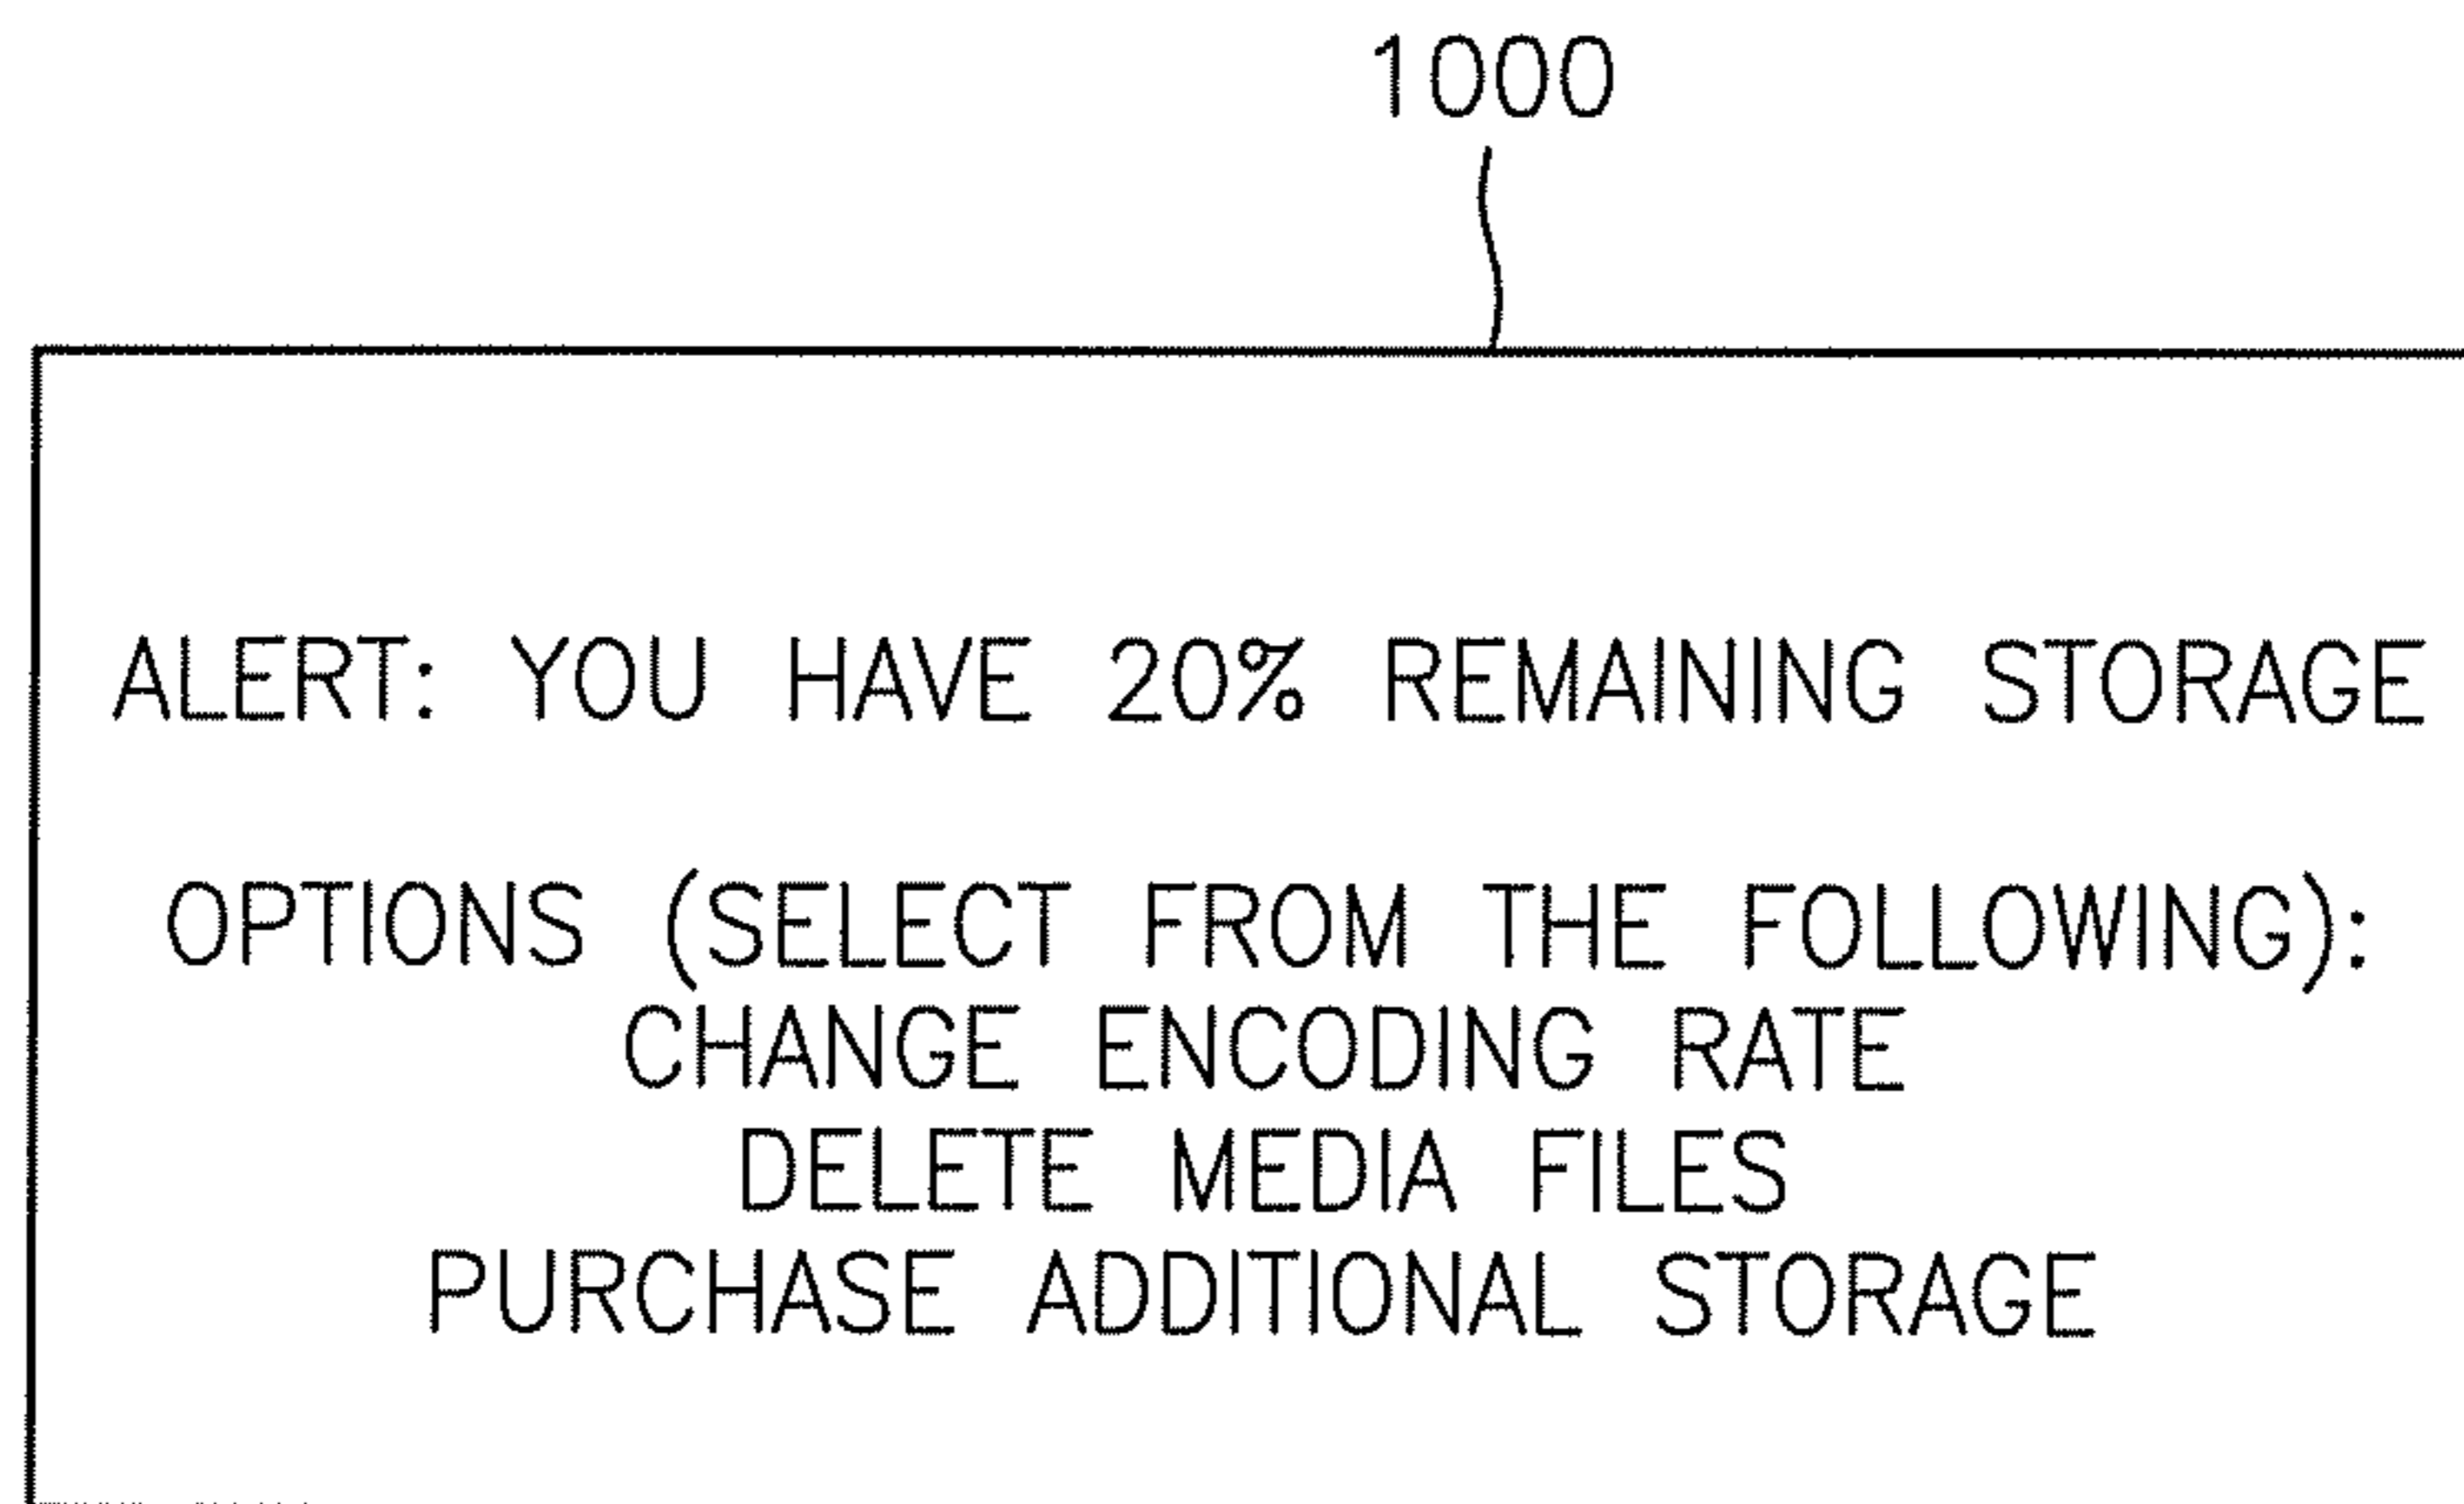 1000
ALERT: YOU HAVE 20% REMAINING STORAGE
OPTIONS (SELECT FROM THE FOLLOWING):
CHANGE ENCODING RATE
DELETE MEDIA FILES
PURCHASE ADDITIONAL STORAGE